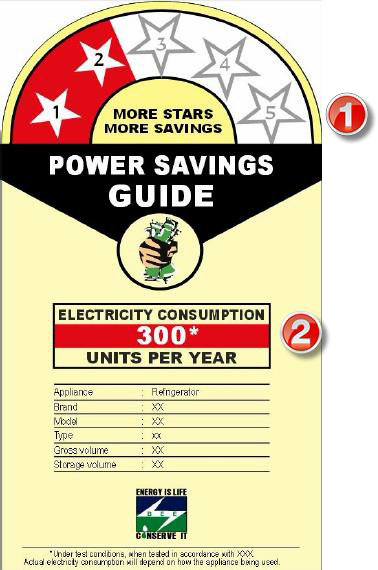 1
2
3
4
5
MORE STARS
MORE SAVINGS
1
POWER SAVINGS
GUIDE
ELECTRICITY CONSUMPTION
300*
2
UNITS PER YEAR
Appliance : Refrigerator
Brand : XX
Model : XX
Type : xx
Gross volume : XX
Storage volume : XX
ENERGY IS LIFE
BEE
CONSERVE IT
*Under test conditions, when tested in accordance with XXX.
Actual electricity consumption will depend on how the appliance being used.